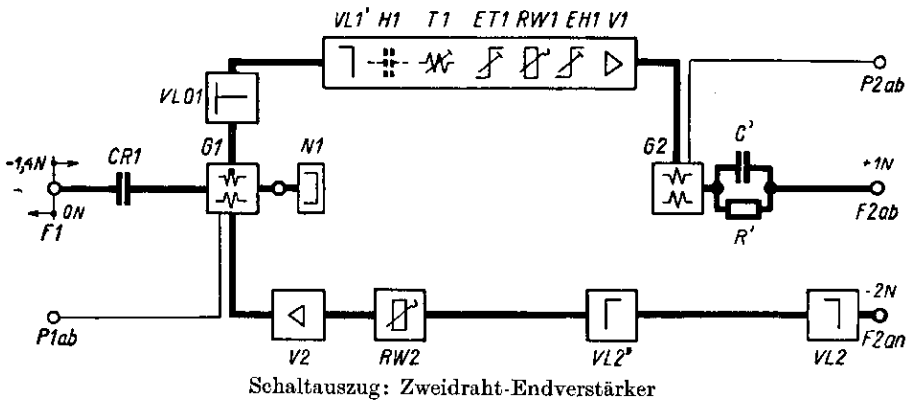 VL1' H1 T1 ET1 RW1 EH1 V1
VL01
P2ab
G1
N1
G2
C'
CR1
-1,4N
+1N
0N
F1
F2ab
R'
P1ab
-2N
F2an
V2
RW2
VL2"
VL2
Schaltauszug: Zweidraht-Endverstärker